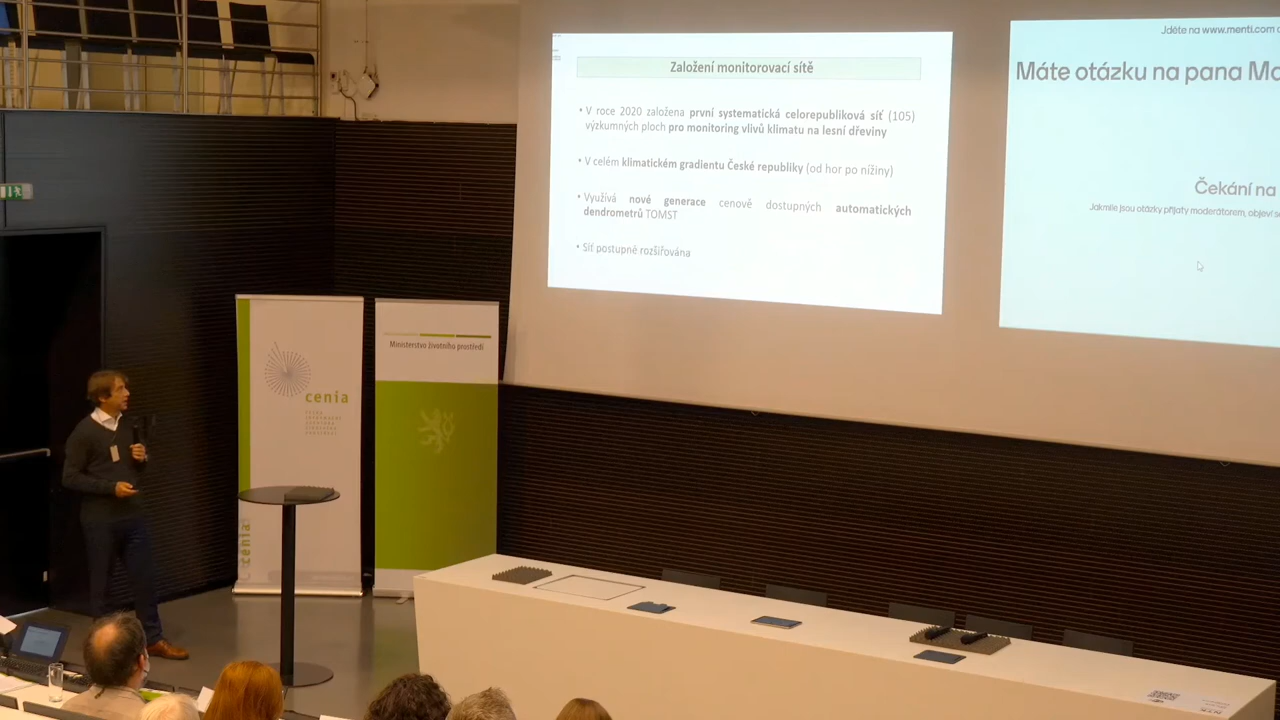 Založení monitorovací sítě
• V roce 2020 založena první systematická celorepubliková síť (105)
výzkumných ploch pro monitoring vlivů klimatu na lesní dřeviny
• V celém klimatickém gradientu České republiky (od hor po nížiny)
• Využívá nové generace cenově dostupných automatických
dendrometrů TOMST
• Síť postupně rozšiřována
Jděte na www.menti.com
Máte otázku na pana
Čekání na
Jakmile jsou otázky přijaty moderátorem, objeví
cenia
Ministerstvo životního prostředí
cenia